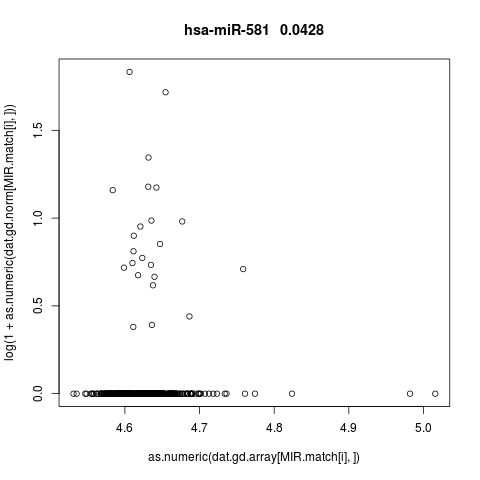 hsa-miR-581 0.0428
log(1 + as.numeric(dat.gd.norm[MIR.match[i], ]))
1.5
1.0
0.5
0.0
4.6 4.7 4.8 4.9 5.0
as.numeric(dat.gd.array[MIR.match[i], ])